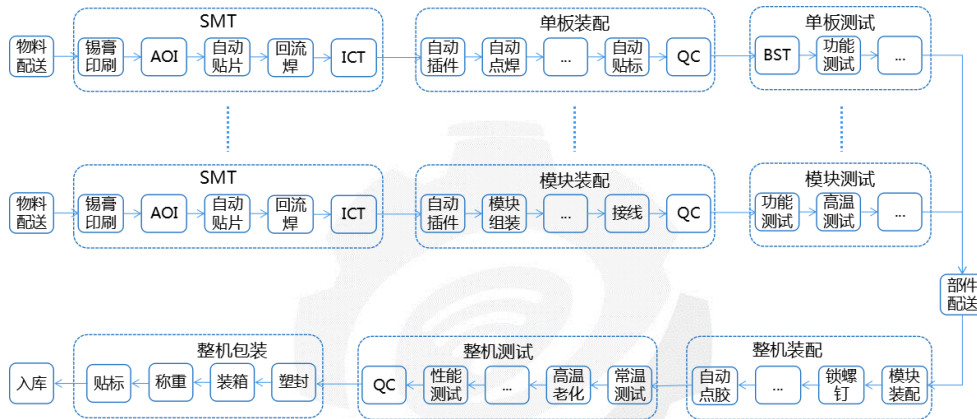 SMT
单板装配
单板测试
物料
配送
锡膏
印刷
AOI
自动
贴片
回流
焊
ICT
自动
插件
自动
点焊
...
自动
贴标
QC
BST
功能
测试
...
SMT
模块装配
模块测试
物料
配送
锡膏
印刷
AOI
自动
贴片
回流
焊
ICT
自动
插件
模块
组装
...
接线
QC
功能
测试
高温
测试
...
部件
配送
整机包装
整机测试
整机装配
入库
贴标
称重
装箱
塑封
QC
性能
测试
...
高温
老化
常温
测试
自动
点胶
...
锁螺
钉
模块
装配